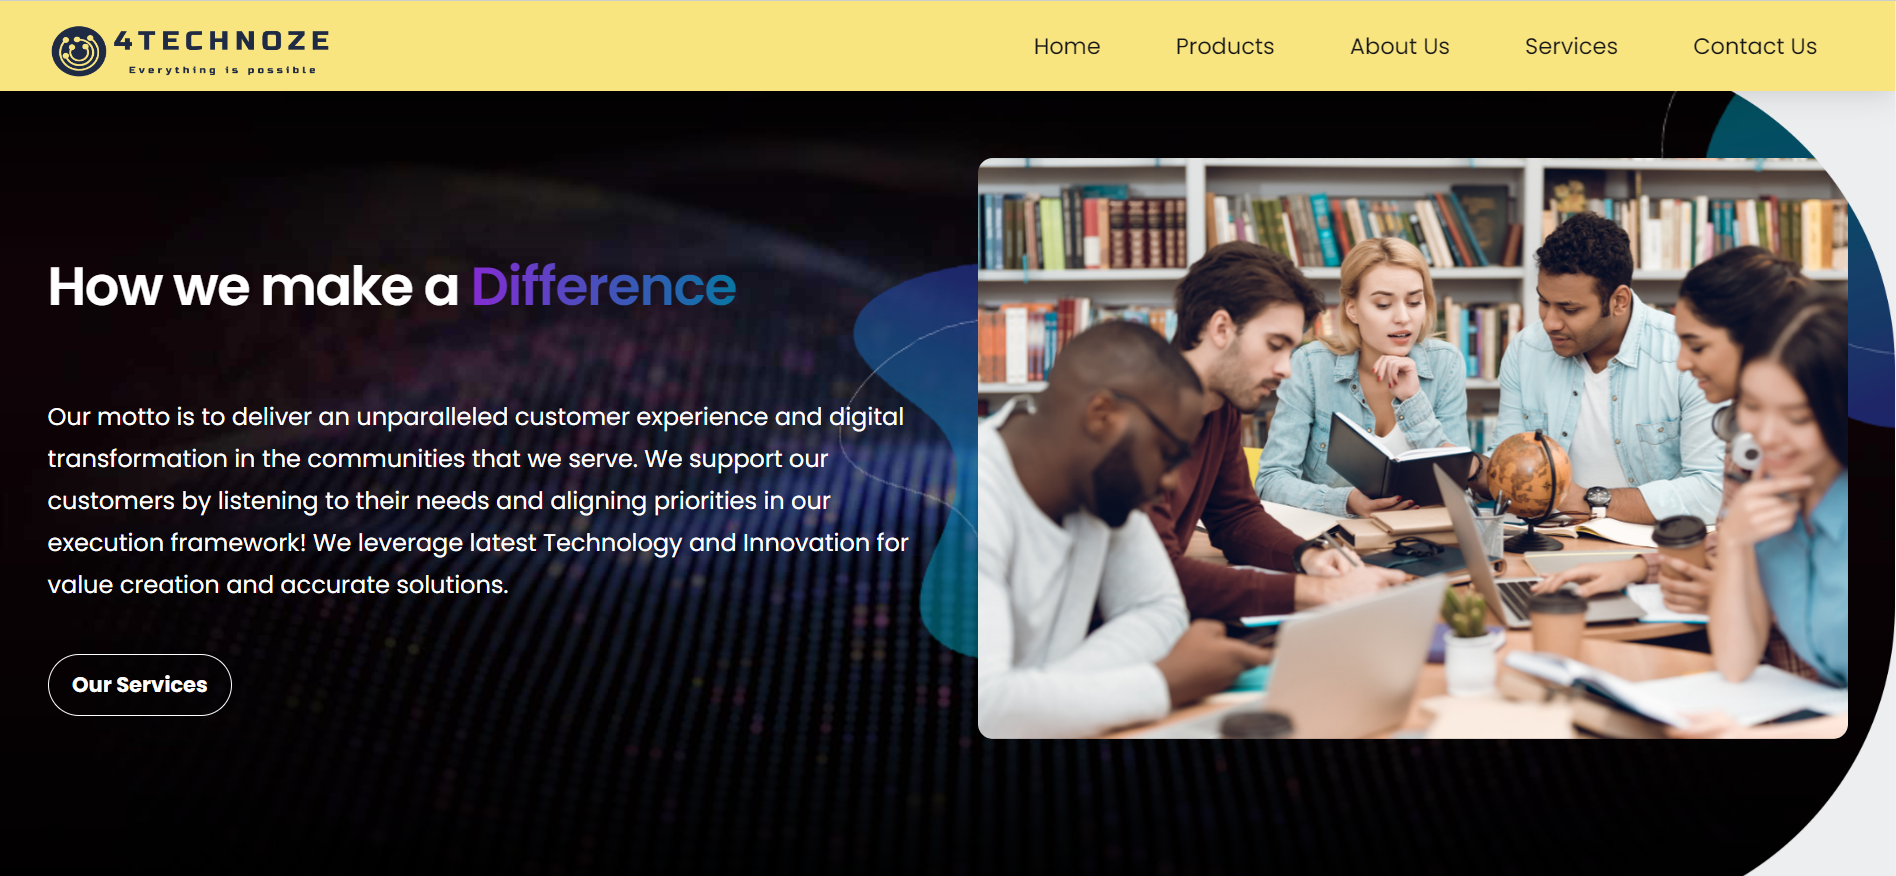 4TECHNOZE
Everything is possible
Home
Products
About Us
Services
Contact Us
How we make a Difference
Our motto is to deliver an unparalleled customer experience and digital
transformation in the communities that we serve. We support our
customers by listening to their needs and aligning priorities in our
execution framework! We leverage latest Technology and Innovation for
value creation and accurate solutions.
Our Services